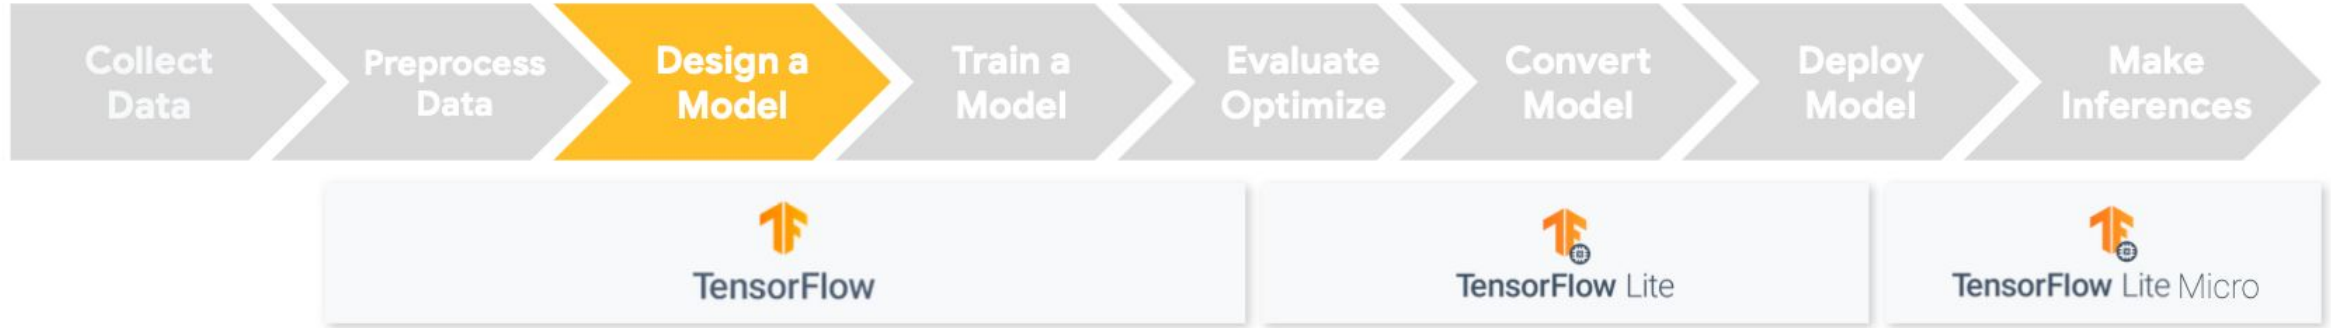 Collect
Data
Preprocess
Data
Design a
Model
Train a
Model
Evaluate
Optimize
Convert
Model
Deploy
Model
Make
Inferences
TensorFlow
TensorFlow Lite
TensorFlow Lite Micro